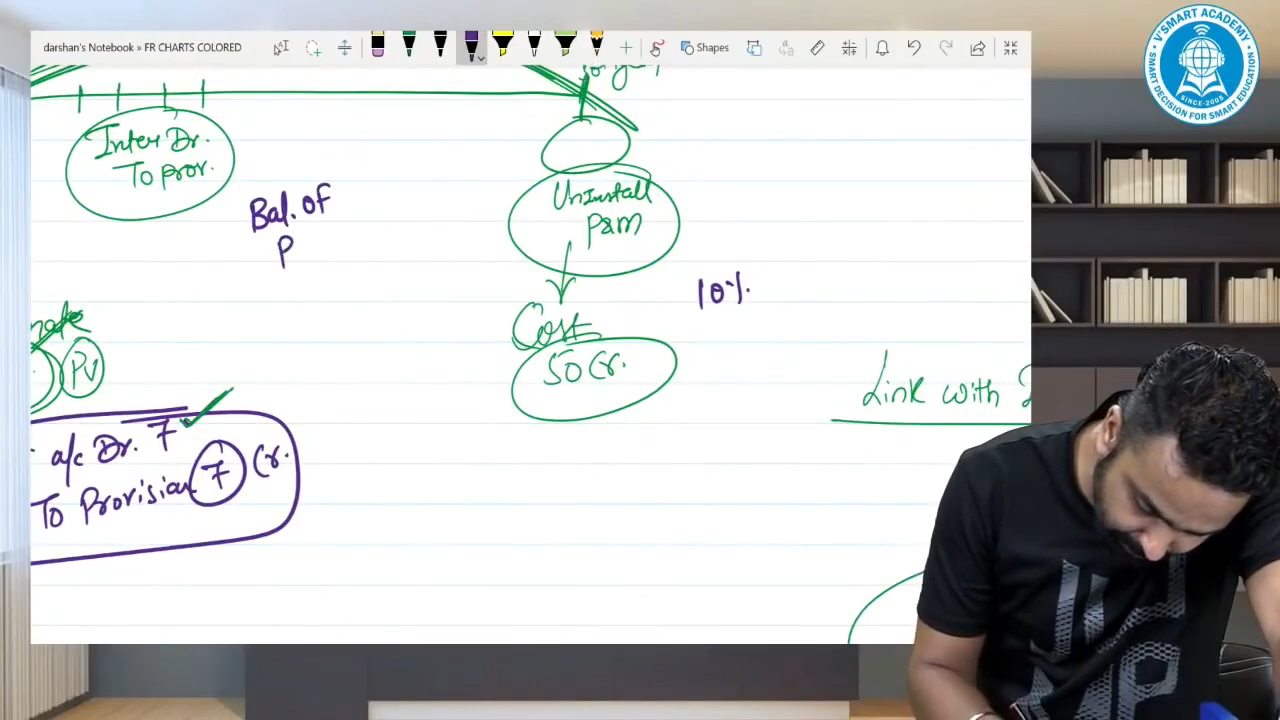 darshan's Notebook » FR CHARTS COLORED
Shapes
V'SMART ACADEMY
SINCE-2005
SMART DECISION FOR SMART EDUCATION
Inter Dr.
To prov.
Bal. of
P
UnInstall
P&M
10%
Cost
50 Cr.
PV
Link with
a/c Dr. 7
To Provision 7 Cr.